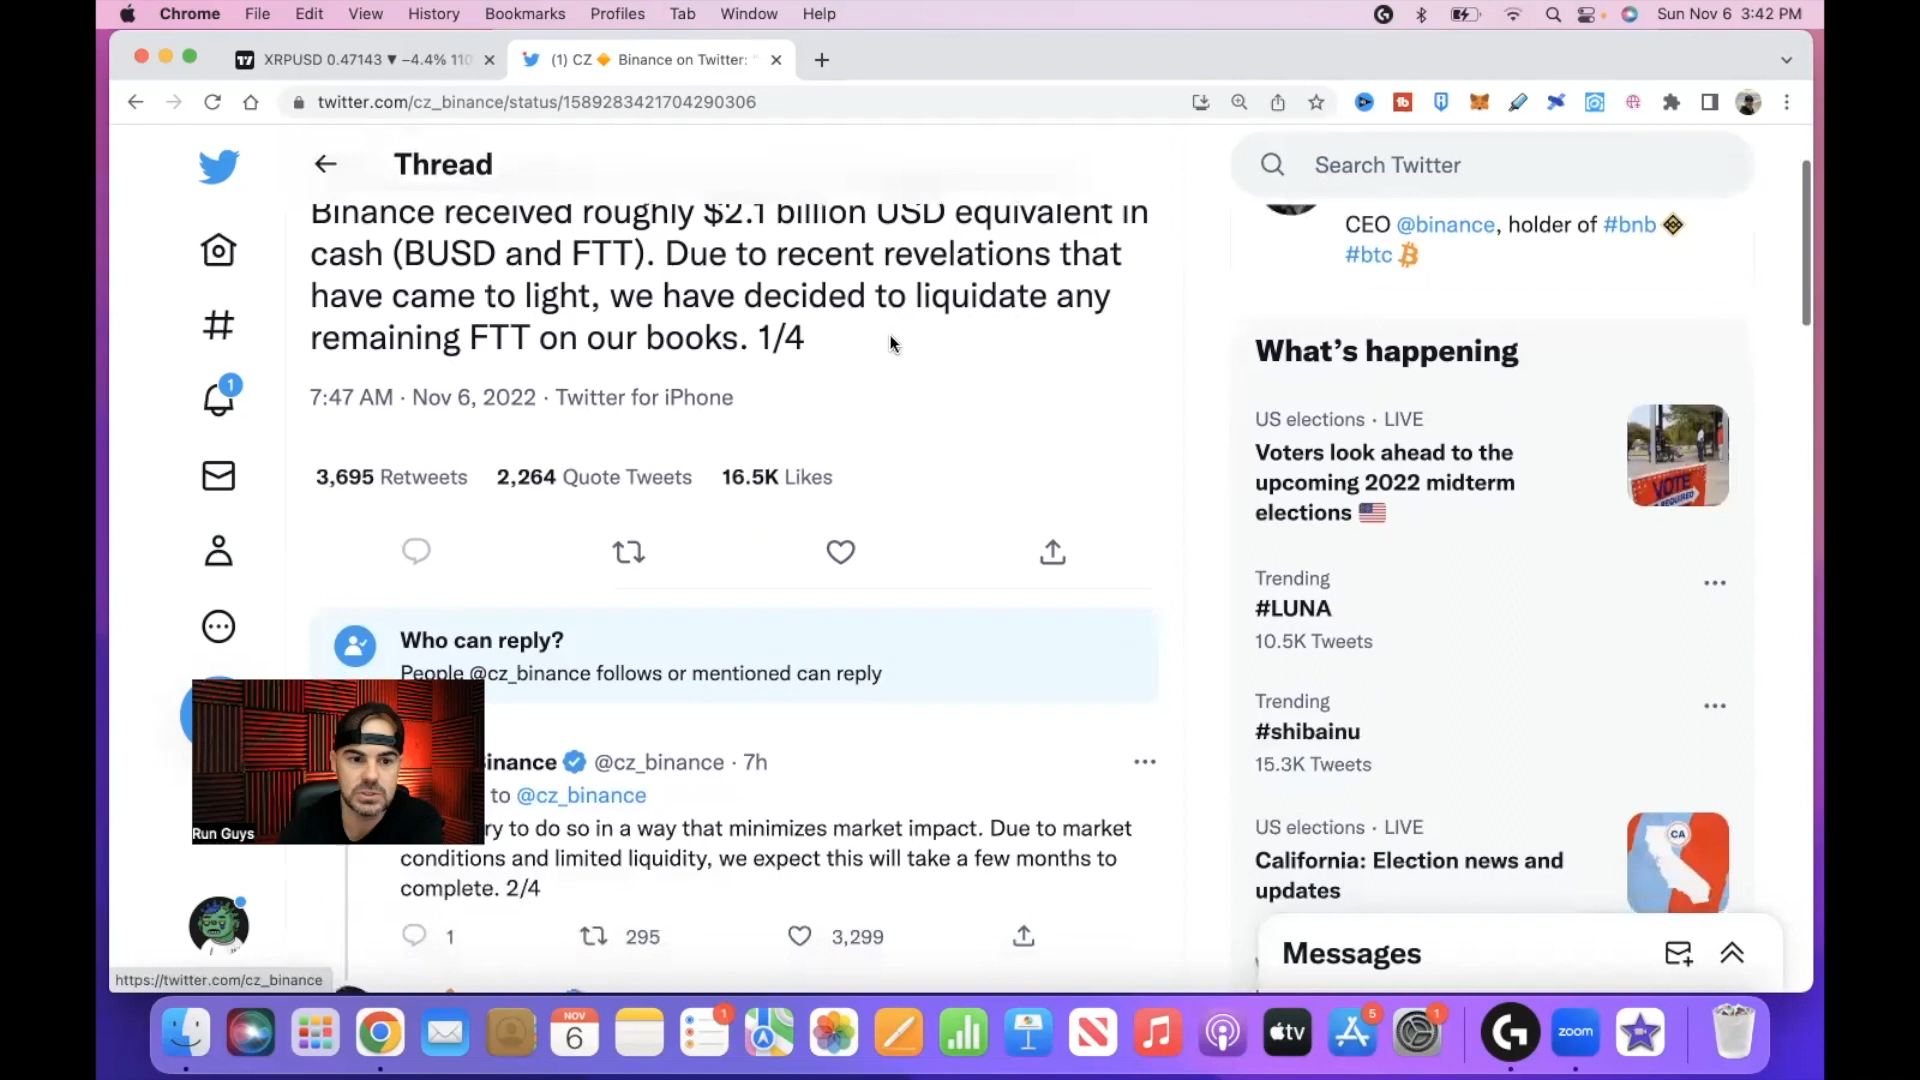 Chrome File Edit View History Bookmarks Profiles Tab Window Help Sun Nov 6 3:42 PM
XRPUSD 0.47143 ▼ −4.4% 110 (1) CZ 🔶 Binance on Twitter: "
twitter.com/cz_binance/status/1589283421704290306
Thread
Search Twitter
Binance received roughly $2.1 billion USD equivalent in
cash (BUSD and FTT). Due to recent revelations that
have came to light, we have decided to liquidate any
remaining FTT on our books. 1/4
7:47 AM · Nov 6, 2022 · Twitter for iPhone
3,695 Retweets 2,264 Quote Tweets 16.5K Likes
Who can reply?
People @cz_binance follows or mentioned can reply
inance @cz_binance · 7h
to @cz_binance
ry to do so in a way that minimizes market impact. Due to market
conditions and limited liquidity, we expect this will take a few months to
complete. 2/4
1 295 3,299
CEO @binance, holder of #bnb
#btc
What's happening
US elections · LIVE
Voters look ahead to the
upcoming 2022 midterm
elections 🇺🇸
VOTE
REQUIRED
Trending
#LUNA
10.5K Tweets
Trending
#shibainu
15.3K Tweets
US elections · LIVE
California: Election news and
updates
CA
Messages
1
Run Guys
https://twitter.com/cz_binance
NOV
6
1
tv
5
1
zoom